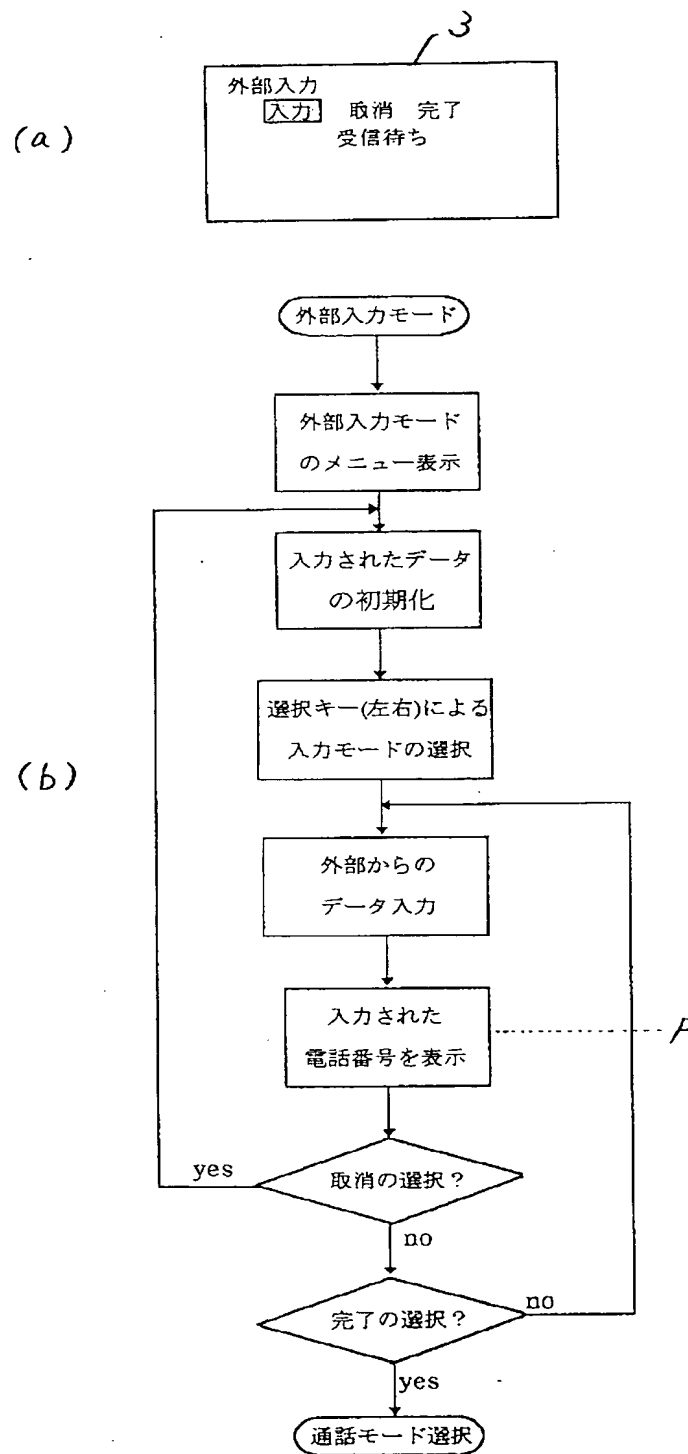 3
(a)
外部入力
入力 取消 完了
受信待ち
外部入力モード
外部入力モード
のメニュー表示
入力されたデータ
の初期化
選択キー(左右)による
入力モードの選択
(b)
外部からの
データ入力
入力された
電話番号を表示
yes
取消の選択?
no
完了の選択?
no
yes
通話モード選択